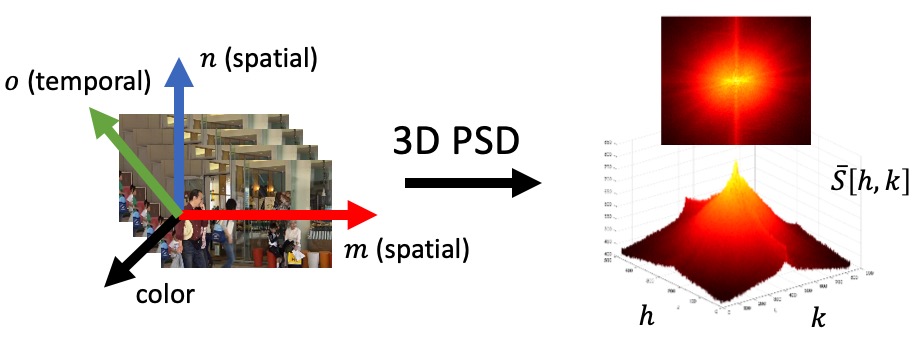 n (spatial)
o (temporal)
3D PSD
m (spatial)
color
S̄[h, k]
h
k